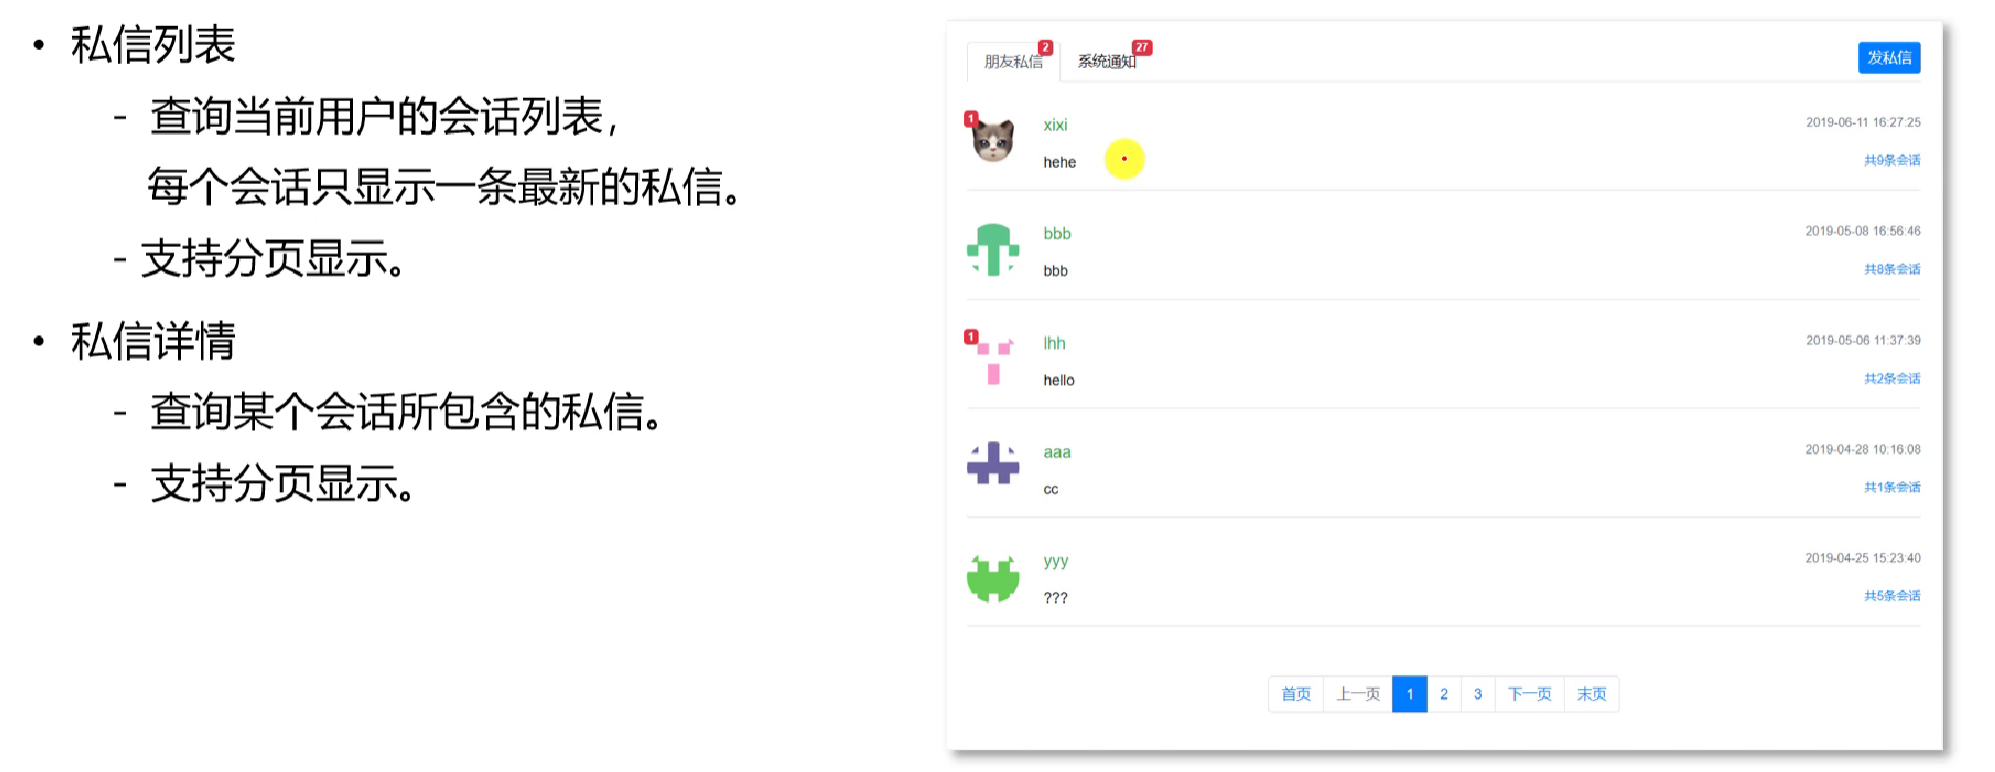 • 私信列表
- 查询当前用户的会话列表，
每个会话只显示一条最新的私信。
- 支持分页显示。
• 私信详情
- 查询某个会话所包含的私信。
- 支持分页显示。
朋友私信 2 系统通知 27 发私信
1 xixi 2019-06-11 16:27:25
hehe 共9条会话
bbb 2019-05-08 16:56:46
bbb 共8条会话
1 lhh 2019-05-06 11:37:39
hello 共2条会话
aaa 2019-04-28 10:16:08
cc 共1条会话
yyy 2019-04-25 15:23:40
??? 共5条会话
首页 上一页 1 2 3 下一页 末页